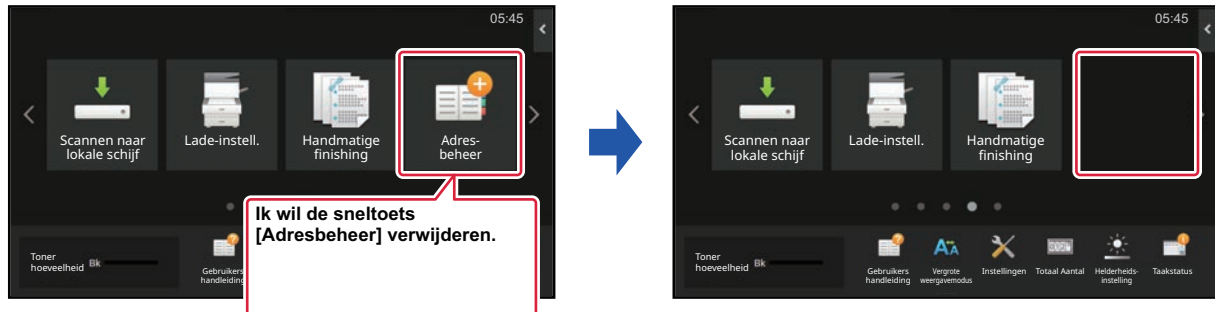 05:45
Scannen naar
lokale schijf
Lade-instell.
Handmatige
finishing
Adres-
beheer
Ik wil de sneltoets
[Adresbeheer] verwijderen.
Toner
hoeveelheid
Bk
Gebruikers
handleiding
05:45
Scannen naar
lokale schijf
Lade-instell.
Handmatige
finishing
Toner
hoeveelheid
Bk
Gebruikers
handleiding
Vergrote
weergavemodus
Instellingen
Totaal Aantal
Helderheids-
instelling
Taakstatus